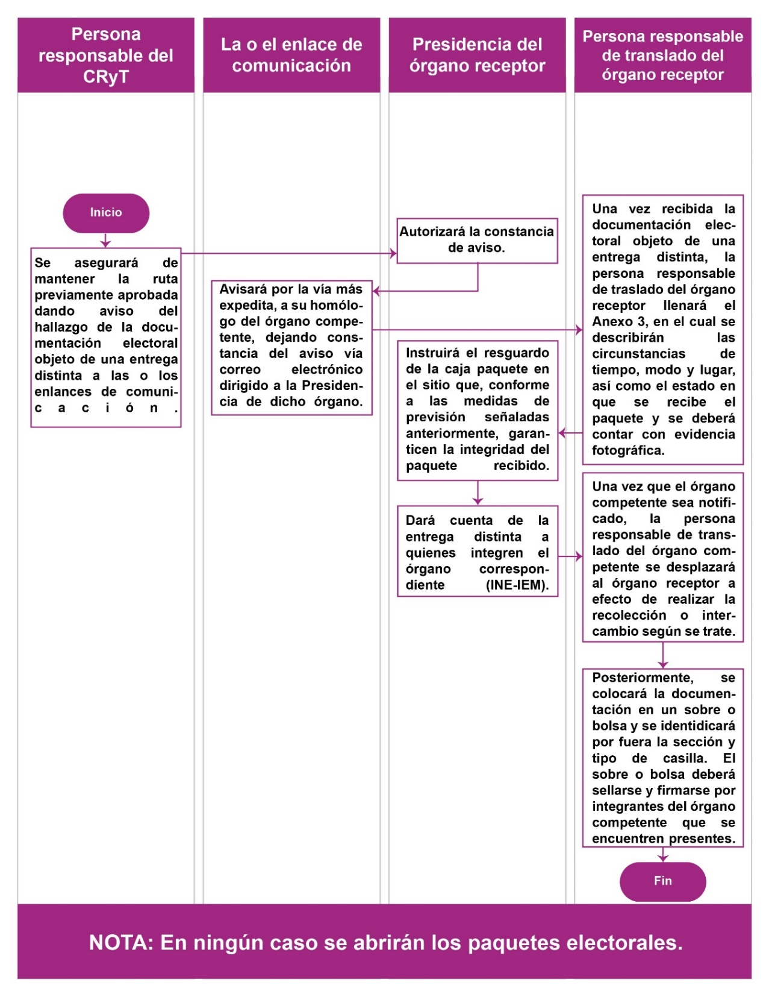 Persona
responsable del
CRyT
La o el enlace de
comunicación
Presidencia del
órgano receptor
Persona responsable
de translado del
órgano receptor
Inicio
Se asegurará de
mantener la ruta
previamente aprobada
dando aviso del
hallazgo de la docu-
mentación electoral
objeto de una entrega
distinta a las o los
enlances de comuni-
cación.
Autorizará la constancia
de aviso.
Avisará por la vía más
expedita, a su homólo-
go del órgano compe-
tente, dejando cons-
tancia del aviso vía
correo electrónico
dirigido a la Presiden-
cia de dicho órgano.
Una vez recibida la
documentación elec-
toral objeto de una
entrega distinta, la
persona responsable
de traslado del órgano
receptor llenará el
Anexo 3, en el cual se
describirán las
circunstancias de
tiempo, modo y lugar,
así como el estado en
que se recibe el
paquete y se deberá
contar con evidencia
fotográfica.
Instruirá el resguardo
de la caja paquete en
el sitio que, conforme
a las medidas de
previsión señaladas
anteriormente, garan-
ticen la integridad del
paquete recibido.
Dará cuenta de la
entrega distinta a
quienes integren el
órgano correspon-
diente (INE-IEM).
Una vez que el órgano
competente sea notifi-
cado, la persona
responsable de trans-
lado del órgano com-
petente se desplazará
al órgano receptor a
efecto de realizar la
recolección o inter-
cambio según se trate.
Posteriormente, se
colocará la documen-
tación en un sobre o
bolsa y se identidicará
por fuera la sección y
tipo de casilla. El
sobre o bolsa deberá
sellarse y firmarse por
integrantes del órgano
competente que se
encuentren presentes.
Fin
NOTA: En ningún caso se abrirán los paquetes electorales.